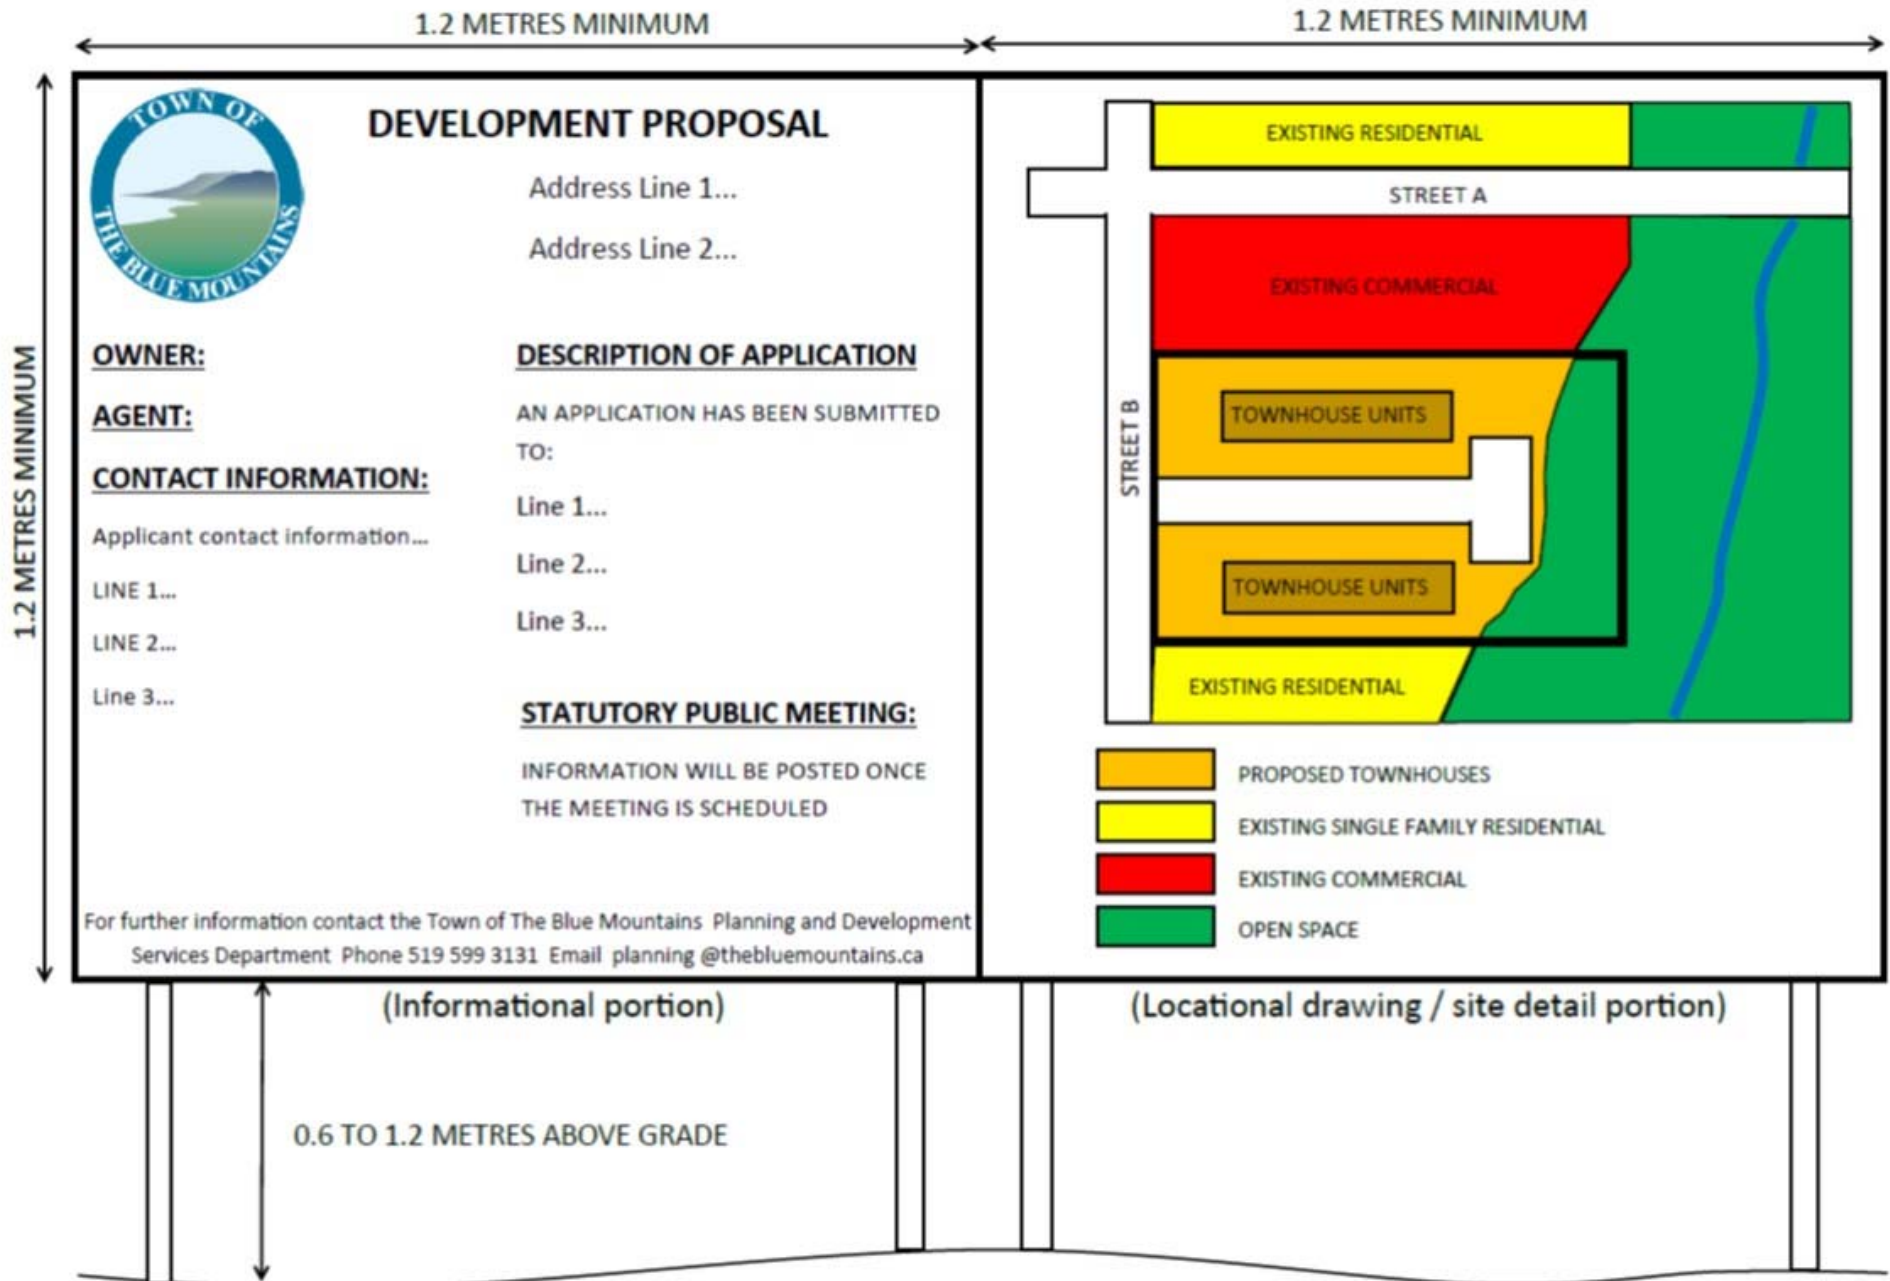 1.2 METRES MINIMUM
1.2 METRES MINIMUM
1.2 METRES MINIMUM
TOWN OF
THE BLUE MOUNTAINS
DEVELOPMENT PROPOSAL
Address Line 1...
Address Line 2...
OWNER:
AGENT:
CONTACT INFORMATION:
Applicant contact information...
LINE 1...
LINE 2...
Line 3...
DESCRIPTION OF APPLICATION
AN APPLICATION HAS BEEN SUBMITTED
TO:
Line 1...
Line 2...
Line 3...
STATUTORY PUBLIC MEETING:
INFORMATION WILL BE POSTED ONCE
THE MEETING IS SCHEDULED
For further information contact the Town of The Blue Mountains Planning and Development
Services Department Phone 519 599 3131 Email planning @thebluemountains.ca
EXISTING RESIDENTIAL
STREET A
EXISTING COMMERCIAL
STREET B
TOWNHOUSE UNITS
TOWNHOUSE UNITS
EXISTING RESIDENTIAL
PROPOSED TOWNHOUSES
EXISTING SINGLE FAMILY RESIDENTIAL
EXISTING COMMERCIAL
OPEN SPACE
(Informational portion)
(Locational drawing / site detail portion)
0.6 TO 1.2 METRES ABOVE GRADE